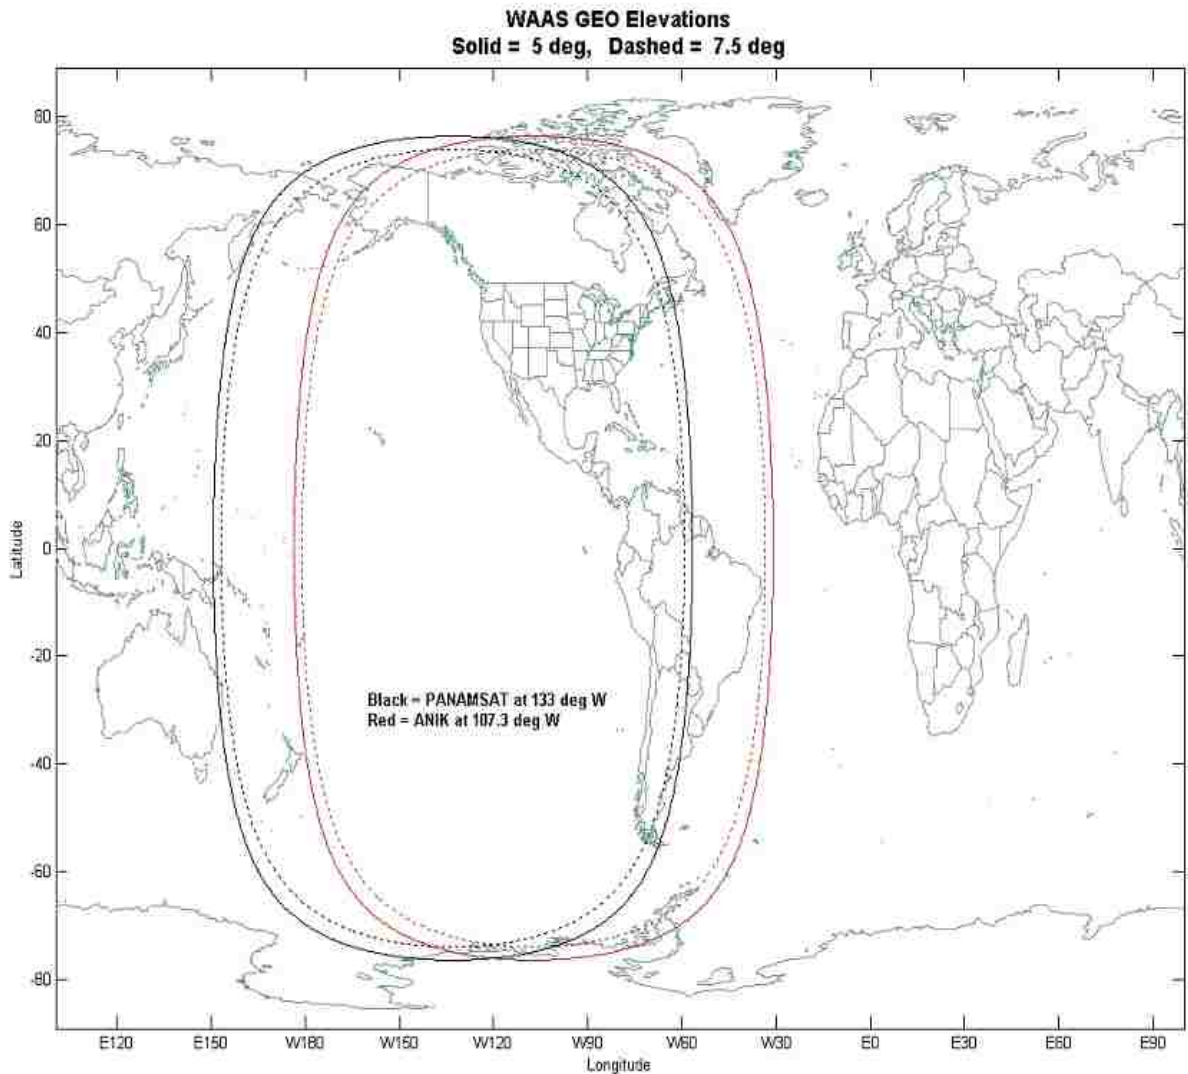 WAAS GEO Elevations
Solid = 5 deg, Dashed = 7.5 deg
80
60
40
20
0
-20
-40
-60
-80
Latitude
Black = PANAMSAT at 133 deg W
Red = ANIK at 107.3 deg W
E120 E150 W180 W150 W120 W90 W60 W30 E0 E30 E60 E90
Longitude